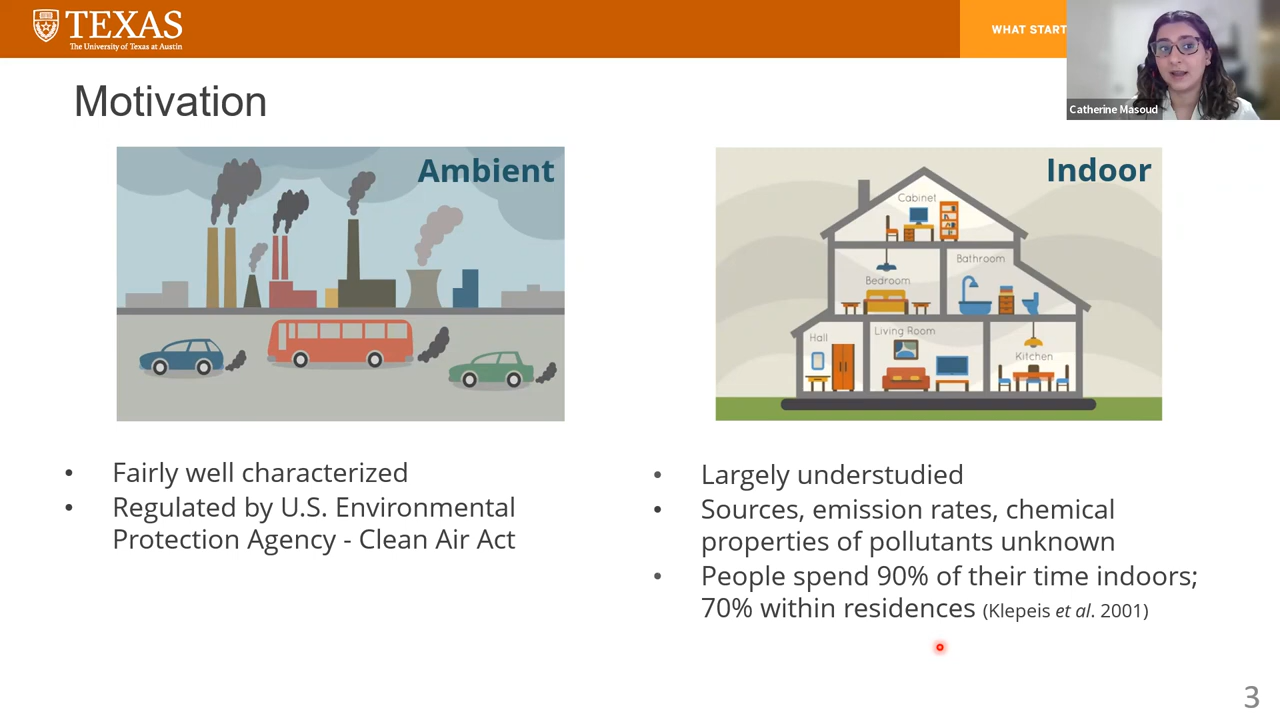 TEXAS
The University of Texas at Austin
WHAT START
Catherine Masoud
Motivation
Ambient
Indoor
Cabinet
Bedroom
Bathroom
Hall
Living Room
Kitchen
• Fairly well characterized
• Regulated by U.S. Environmental
Protection Agency - Clean Air Act
• Largely understudied
• Sources, emission rates, chemical
properties of pollutants unknown
• People spend 90% of their time indoors;
70% within residences (Klepeis et al. 2001)
3